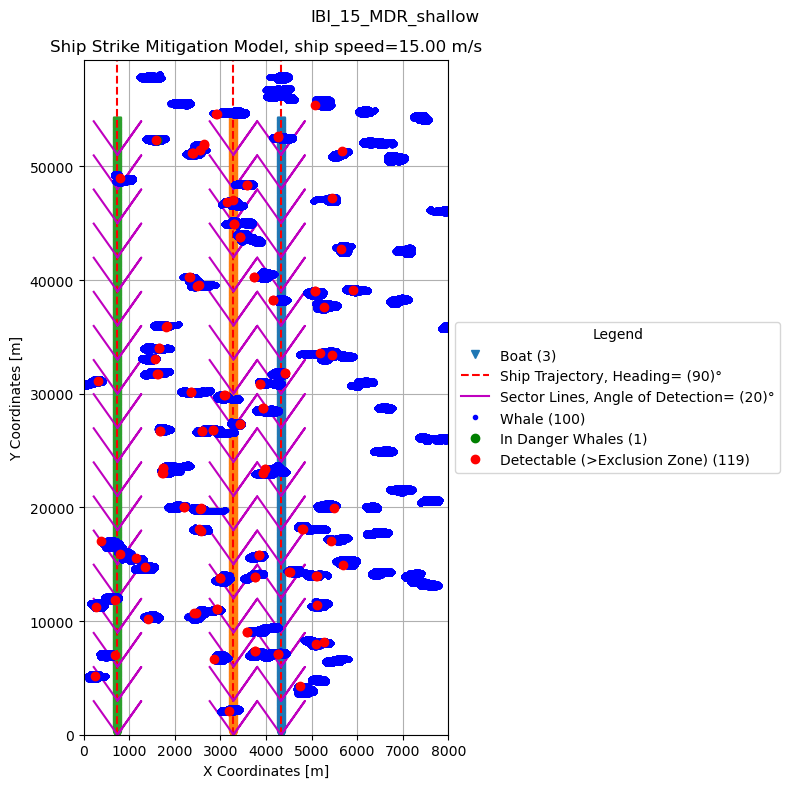 IBI_15_MDR_shallow
Ship Strike Mitigation Model, ship speed=15.00 m/s
Y Coordinates [m]
50000
40000
30000
20000
10000
0
0 1000 2000 3000 4000 5000 6000 7000 8000
X Coordinates [m]
Legend
Boat (3)
Ship Trajectory, Heading= (90)°
Sector Lines, Angle of Detection= (20)°
Whale (100)
In Danger Whales (1)
Detectable (>Exclusion Zone) (119)